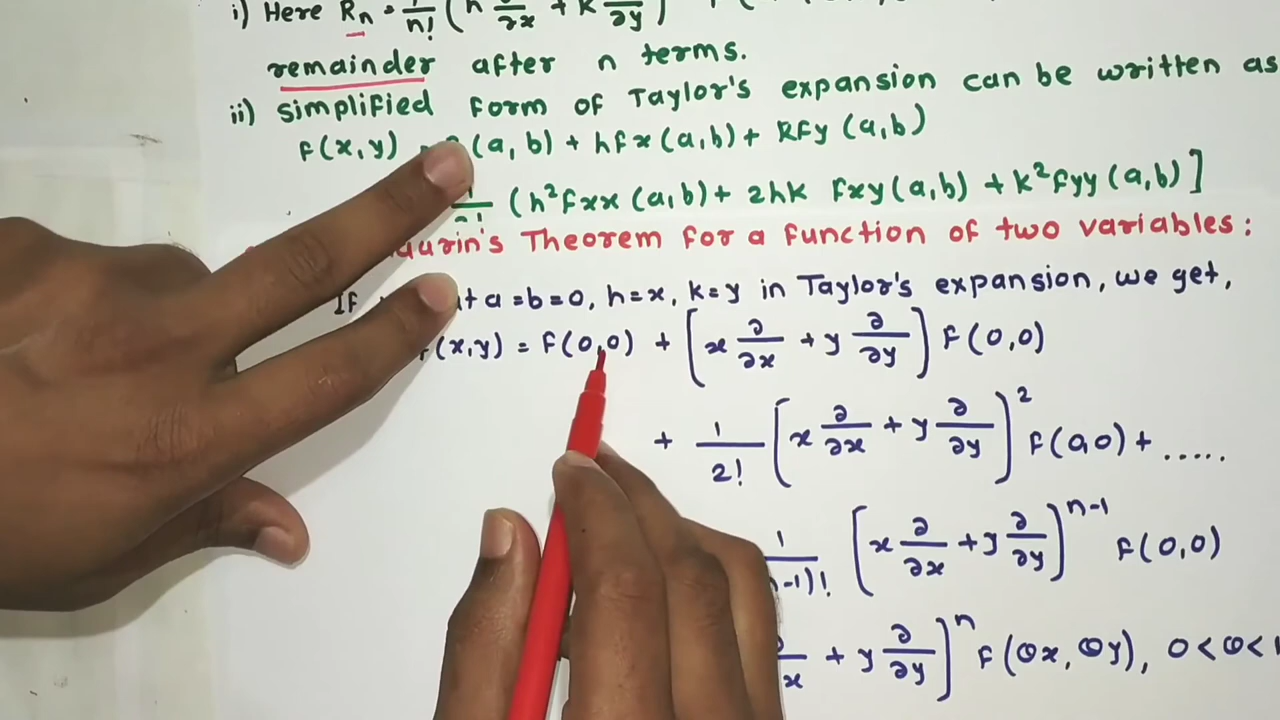 i) Here Rn = 1/n! (h ∂/∂x + k ∂/∂y)
remainder after n terms.
ii) simplified form of Taylor's expansion can be written as
f(x,y) (a,b) + hfx(a,b) + kfy(a,b)
(h²fxx(a,b) + 2hk fxy(a,b) + k²fyy(a,b)]
Theorem for a function of two variables:
If a=b=0, h=x, k=y in Taylor's expansion, we get,
f(x,y) = f(0,0) + [x ∂/∂x + y ∂/∂y] f(0,0)
+ 1/2! [x ∂/∂x + y ∂/∂y]² f(0,0) + .....
1/(n-1)! [x ∂/∂x + y ∂/∂y]ⁿ⁻¹ f(0,0)
+ y ∂/∂y]ⁿ f(θx, θy), 0<θ<1